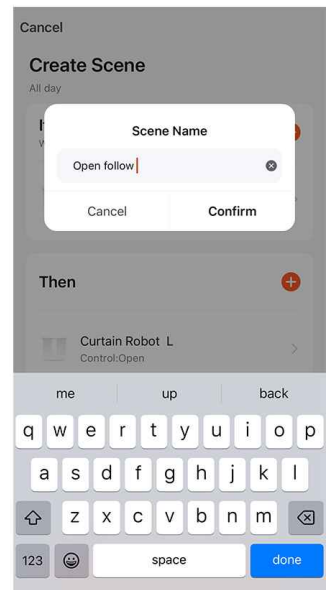 Cancel
Create Scene
All day
Scene Name
Open follow
Cancel
Confirm
Then
Curtain Robot L
Control:Open
me
up
back
q w e r t y u i o p
a s d f g h j k l
z x c v b n m
123
space
done